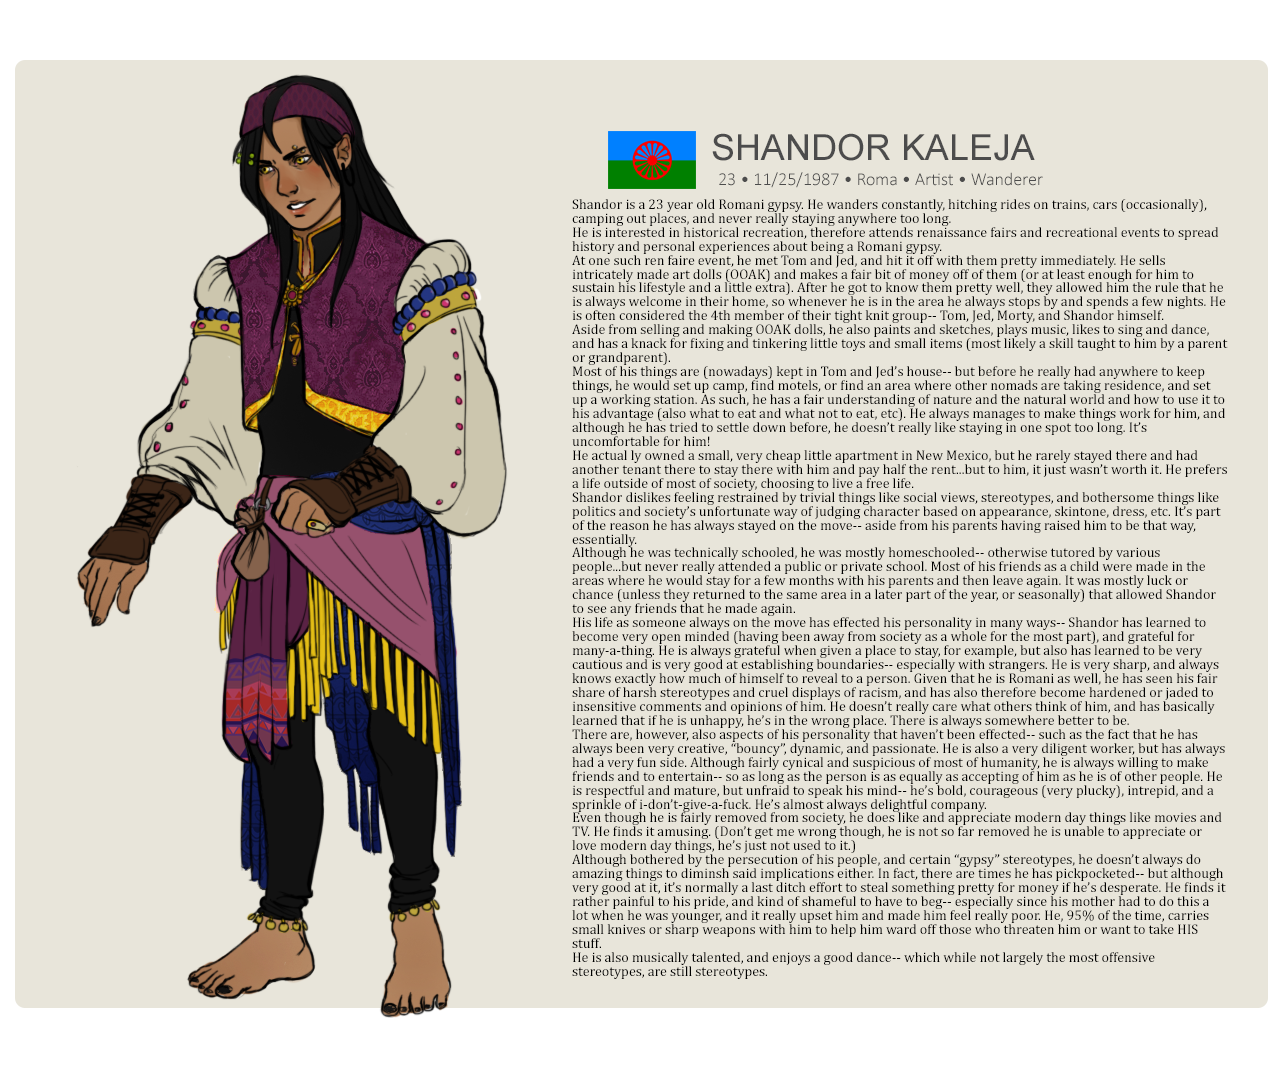 SHANDOR KALEJA
23 • 11/25/1987 • Roma • Artist • Wanderer
Shandor is a 23 year old Romani gypsy. He wanders constantly, hitching rides on trains, cars (occasionally),
camping out places, and never really staying anywhere too long.
He is interested in historical recreation, therefore attends renaissance fairs and recreational events to spread
history and personal experiences about being a Romani gypsy.
At one such ren faire event, he met Tom and Jed, and hit it off with them pretty immediately. He sells
intricately made art dolls (OOAK) and makes a fair bit of money off of them (or at least enough for him to
sustain his lifestyle and a little extra). After he got to know them pretty well, they allowed him the rule that he
is always welcome in their home, so whenever he is in the area he always stops by and spends a few nights. He
is often considered the 4th member of their tight knit group-- Tom, Jed, Morty, and Shandor himself.
Aside from selling and making OOAK dolls, he also paints and sketches, plays music, likes to sing and dance,
and has a knack for fixing and tinkering little toys and small items (most likely a skill taught to him by a parent
or grandparent).
Most of his things are (nowadays) kept in Tom and Jed's house-- but before he really had anywhere to keep
things, he would set up camp, find motels, or find an area where other nomads are taking residence, and set
up a working station. As such, he has a fair understanding of nature and the natural world and how to use it to
his advantage (also what to eat and what not to eat, etc). He always manages to make things work for him, and
although he has tried to settle down before, he doesn't really like staying in one spot too long. It's
uncomfortable for him!
He actual ly owned a small, very cheap little apartment in New Mexico, but he rarely stayed there and had
another tenant there to stay there with him and pay half the rent...but to him, it just wasn't worth it. He prefers
a life outside of most of society, choosing to live a free life.
Shandor dislikes feeling restrained by trivial things like social views, stereotypes, and bothersome things like
politics and society's unfortunate way of judging character based on appearance, skintone, dress, etc. It's part
of the reason he has always stayed on the move-- aside from his parents having raised him to be that way,
essentially.
Although he was technically schooled, he was mostly homeschooled-- otherwise tutored by various
people...but never really attended a public or private school. Most of his friends as a child were made in the
areas where he would stay for a few months with his parents and then leave again. It was mostly luck or
chance (unless they returned to the same area in a later part of the year, or seasonally) that allowed Shandor
to see any friends that he made again.
His life as someone always on the move has effected his personality in many ways-- Shandor has learned to
become very open minded (having been away from society as a whole for the most part), and grateful for
many-a-thing. He is always grateful when given a place to stay, for example, but also has learned to be very
cautious and is very good at establishing boundaries-- especially with strangers. He is very sharp, and always
knows exactly how much of himself to reveal to a person. Given that he is Romani as well, he has seen his fair
share of harsh stereotypes and cruel displays of racism, and has also therefore become hardened or jaded to
insensitive comments and opinions of him. He doesn't really care what others think of him, and has basically
learned that if he is unhappy, he's in the wrong place. There is always somewhere better to be.
There are, however, also aspects of his personality that haven't been effected-- such as the fact that he has
always been very creative, “bouncy”, dynamic, and passionate. He is also a very diligent worker, but has always
had a very fun side. Although fairly cynical and suspicious of most of humanity, he is always willing to make
friends and to entertain-- so as long as the person is as equally as accepting of him as he is of other people. He
is respectful and mature, but unfraid to speak his mind-- he's bold, courageous (very plucky), intrepid, and a
sprinkle of i-don't-give-a-fuck. He's almost always delightful company.
Even though he is fairly removed from society, he does like and appreciate modern day things like movies and
TV. He finds it amusing. (Don't get me wrong though, he is not so far removed he is unable to appreciate or
love modern day things, he's just not used to it.)
Although bothered by the persecution of his people, and certain “gypsy” stereotypes, he doesn't always do
amazing things to diminsh said implications either. In fact, there are times he has pickpocketed-- but although
very good at it, it's normally a last ditch effort to steal something pretty for money if he's desperate. He finds it
rather painful to his pride, and kind of shameful to have to beg-- especially since his mother had to do this a
lot when he was younger, and it really upset him and made him feel really poor. He, 95% of the time, carries
small knives or sharp weapons with him to help him ward off those who threaten him or want to take HIS
stuff.
He is also musically talented, and enjoys a good dance-- which while not largely the most offensive
stereotypes, are still stereotypes.